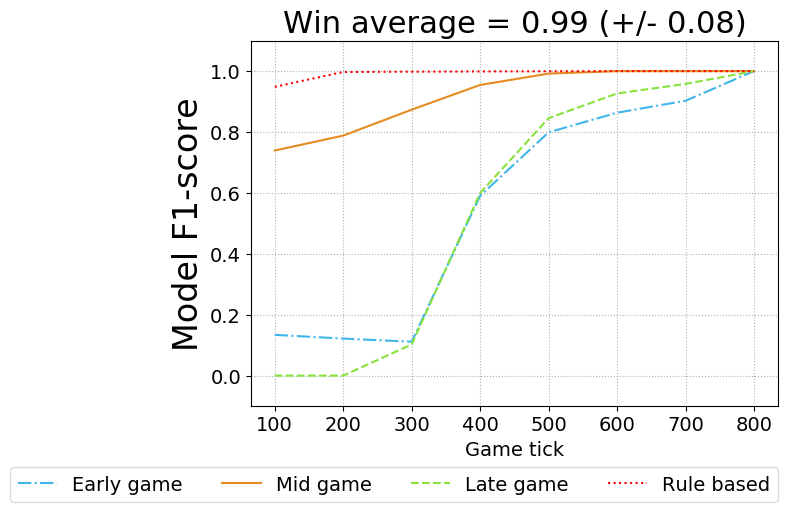 Win average = 0.99 (+/- 0.08)
Model F1-score
1.0
0.8
0.6
0.4
0.2
0.0
100 200 300 400 500 600 700 800
Game tick
Early game Mid game Late game Rule based